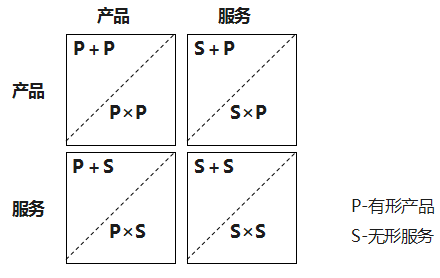 产品 服务
产品
P + P
P×P
S + P
S×P
服务
P + S
P×S
S + S
S×S
P-有形产品
S-无形服务